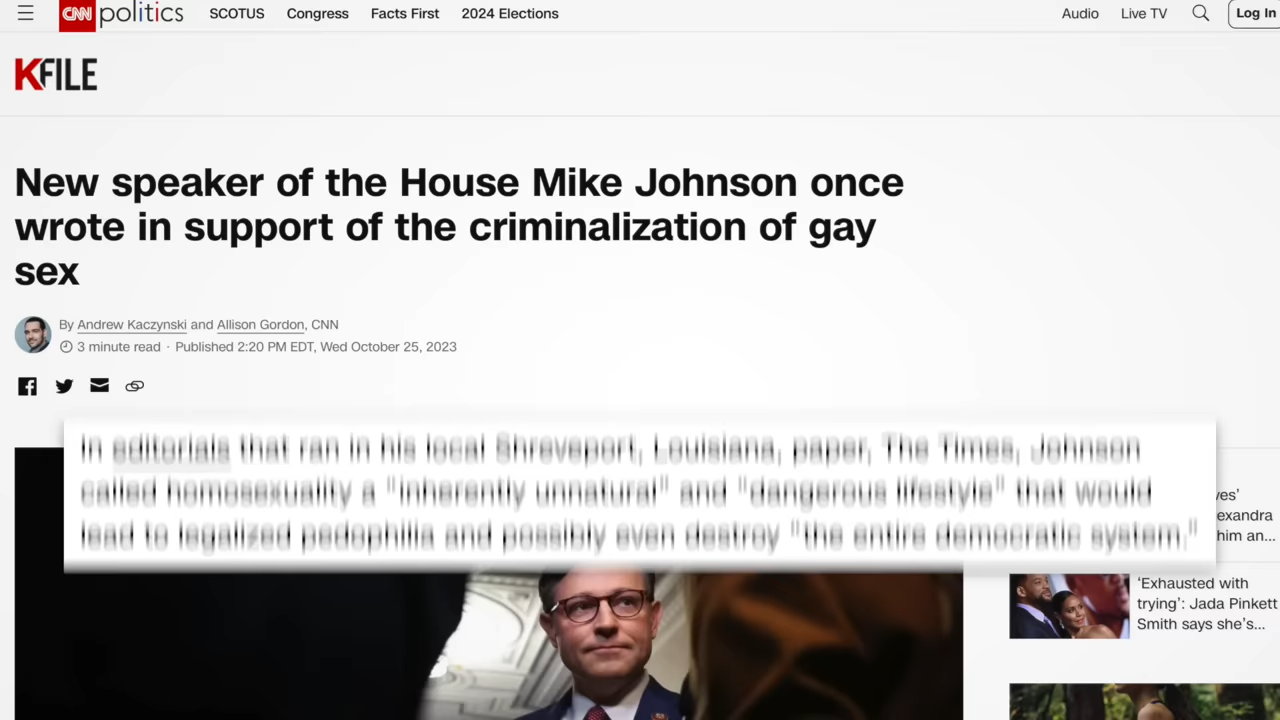 CNN politics SCOTUS Congress Facts First 2024 Elections Audio Live TV Log In
KFILE
New speaker of the House Mike Johnson once
wrote in support of the criminalization of gay
sex
By Andrew Kaczynski and Allison Gordon, CNN
3 minute read · Published 2:20 PM EDT, Wed October 25, 2023
In editorials that ran in his local Shreveport, Louisiana, paper, The Times, Johnson
called homosexuality a "inherently unnatural" and "dangerous lifestyle" that would
lead to legalized pedophilia and possibly even destroy "the entire democratic system."
him an...
'Exhausted with
trying': Jada Pinkett
Smith says she's...